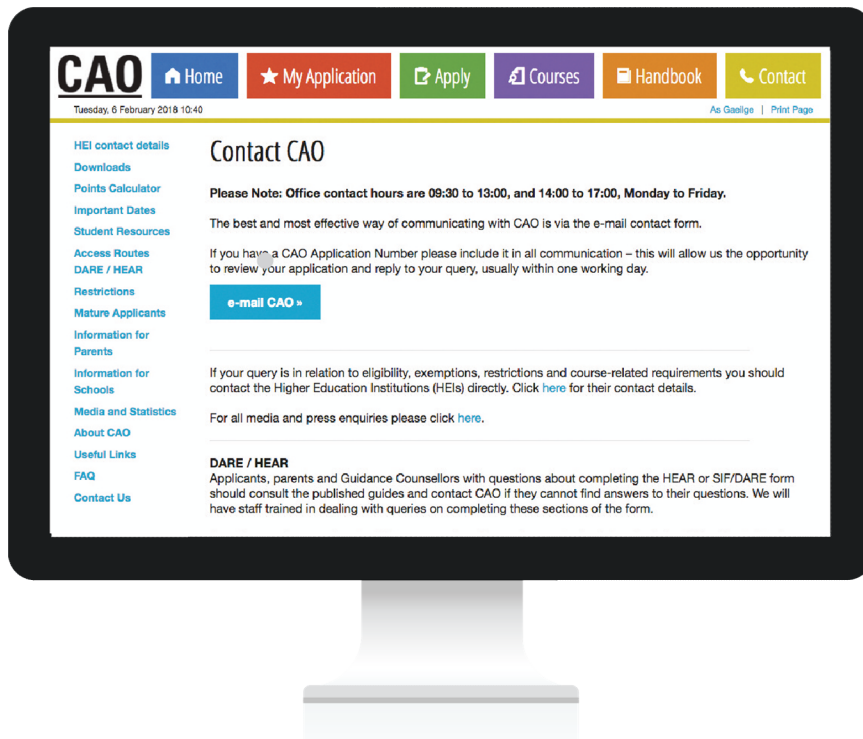 CAO
Home
My Application
Apply
Courses
Handbook
Contact
Tuesday, 6 February 2018 10:40
As Gaeilge | Print Page
HEI contact details
Downloads
Points Calculator
Important Dates
Student Resources
Access Routes
DARE / HEAR
Restrictions
Mature Applicants
Information for
Parents
Information for
Schools
Media and Statistics
About CAO
Useful Links
FAQ
Contact Us
Contact CAO
Please Note: Office contact hours are 09:30 to 13:00, and 14:00 to 17:00, Monday to Friday.
The best and most effective way of communicating with CAO is via the e-mail contact form.
If you have a CAO Application Number please include it in all communication – this will allow us the opportunity
to review your application and reply to your query, usually within one working day.
e-mail CAO »
If your query is in relation to eligibility, exemptions, restrictions and course-related requirements you should
contact the Higher Education Institutions (HEIs) directly. Click here for their contact details.
For all media and press enquiries please click here.
DARE / HEAR
Applicants, parents and Guidance Counsellors with questions about completing the HEAR or SIF/DARE form
should consult the published guides and contact CAO if they cannot find answers to their questions. We will
have staff trained in dealing with queries on completing these sections of the form.